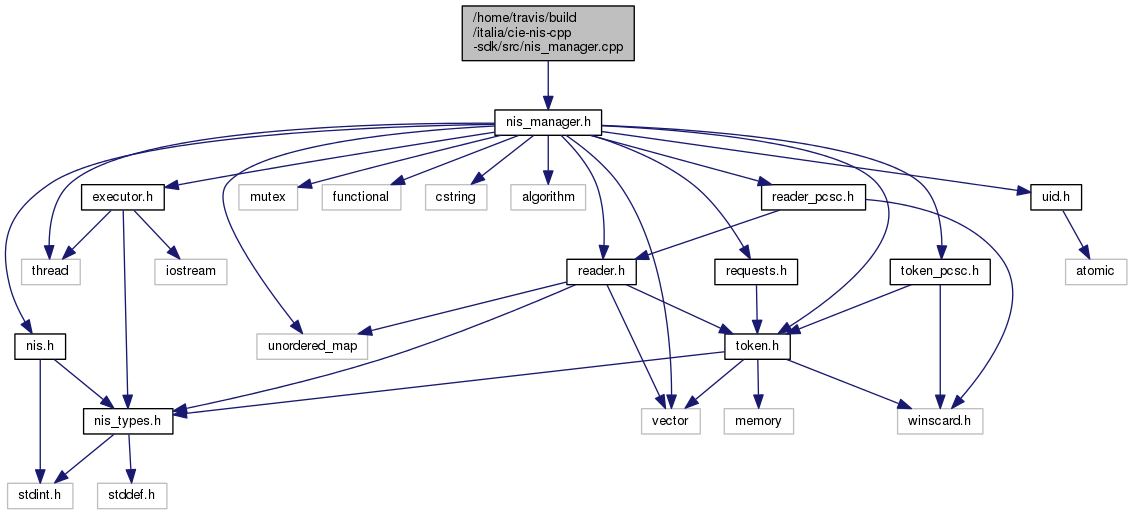 /home/travis/build
/italia/cie-nis-cpp
-sdk/src/nis_manager.cpp
nis_manager.h
executor.h
mutex
functional
cstring
algorithm
reader_pcsc.h
uid.h
thread
iostream
reader.h
requests.h
token_pcsc.h
atomic
nis.h
unordered_map
token.h
nis_types.h
vector
memory
winscard.h
stdint.h
stddef.h